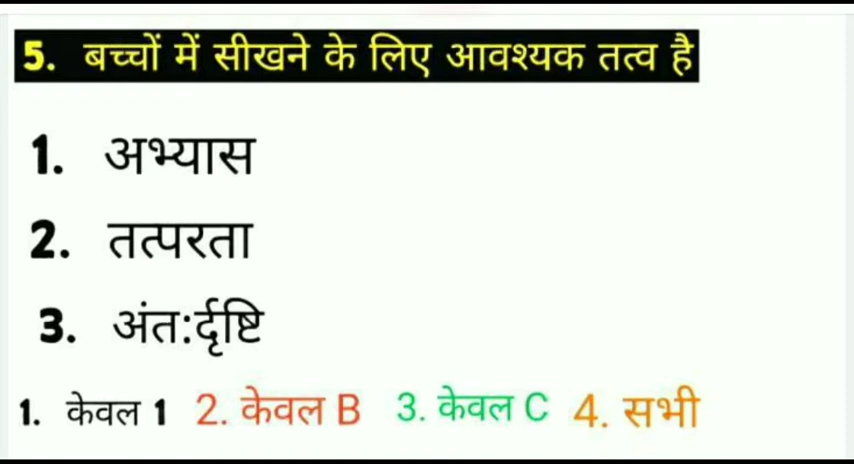 5. बच्चों में सीखने के लिए आवश्यक तत्व है
1. अभ्यास
2. तत्परता
3. अंत:र्दृष्टि
1. केवल 1 2. केवल B 3. केवल C 4. सभी